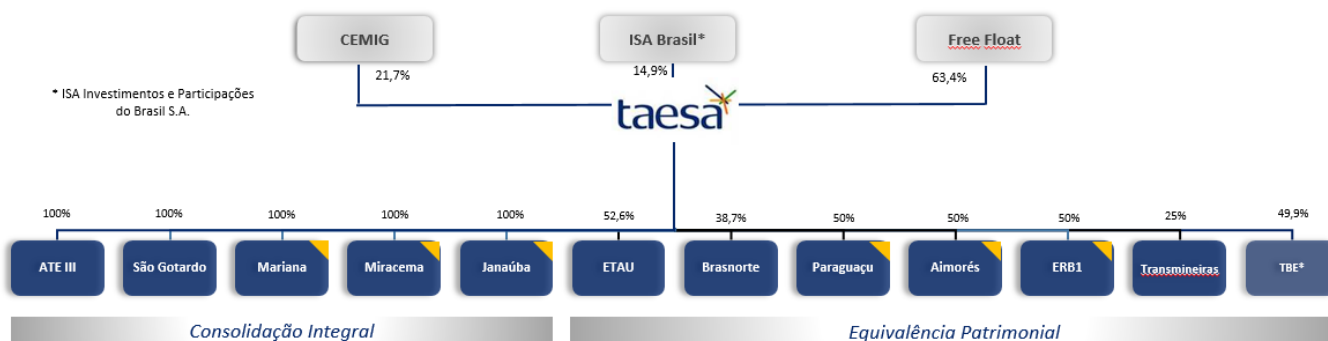 CEMIG
ISA Brasil*
Free Float
21,7%
14,9%
63,4%
* ISA Investimentos e Participações
do Brasil S.A.
taesa
100%
100%
100%
100%
100%
52,6%
38,7%
50%
50%
50%
25%
49,9%
ATE III
São Gotardo
Mariana
Miracema
Janaúba
ETAU
Brasnorte
Paraguaçu
Aimorés
ERB1
Transmineiras
TBE*
Consolidação Integral
Equivalência Patrimonial